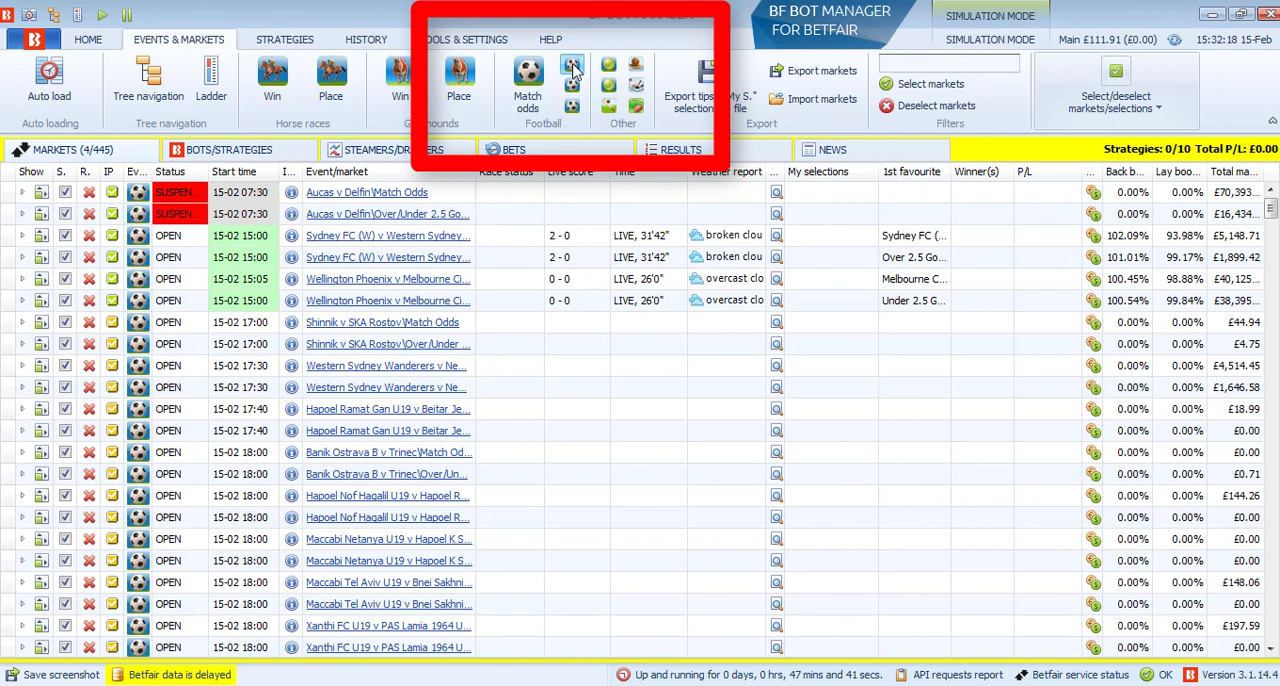 BF BOT MANAGER
FOR BETFAIR
SIMULATION MODE
HOME EVENTS & MARKETS STRATEGIES HISTORY TOOLS & SETTINGS HELP
SIMULATION MODE Main £111.91 (£0.00) 15:32:18 15-Feb
Auto load Tree navigation Ladder Win Place Win Place Match odds
Export tips file Export markets Import markets
Select markets
Deselect markets
Select/deselect markets/selections
Auto loading Tree navigation Horse races Football Other Export Filters
MARKETS (4/445) BOTS/STRATEGIES BETS RESULTS NEWS Strategies: 0/10 Total P/L: £0.00
Show S. R. IP Ev... Status Start time I... Event/market Race status Live score Time Weather report ... My selections 1st favourite Winner(s) P/L ... Back b... Lay boo... Total ma...
SUSPEN... 15-02 07:30 Aucas v Delfin\Match Odds 0.00% 0.00% £70,393...
SUSPEN... 15-02 07:30 Aucas v Delfin\Over/Under 2.5 Go... 0.00% 0.00% £16,434...
OPEN 15-02 15:00 Sydney FC (W) v Western Sydney... 2 - 0 LIVE, 31'42" broken clou Sydney FC (... 102.09% 93.98% £5,148.71
OPEN 15-02 15:00 Sydney FC (W) v Western Sydney... 2 - 0 LIVE, 31'42" broken clou Over 2.5 Go... 101.01% 99.17% £1,899.42
OPEN 15-02 15:05 Wellington Phoenix v Melbourne Ci... 0 - 0 LIVE, 26'0" overcast clo Melbourne C... 100.45% 98.88% £40,125...
OPEN 15-02 15:00 Wellington Phoenix v Melbourne Ci... 0 - 0 LIVE, 26'0" overcast clo Under 2.5 G... 100.54% 99.84% £38,395...
OPEN 15-02 17:00 Shinnik v SKA Rostov\Match Odds 0.00% 0.00% £44.94
OPEN 15-02 17:00 Shinnik v SKA Rostov\Over/Under ... 0.00% 0.00% £4.75
OPEN 15-02 17:30 Western Sydney Wanderers v Ne... 0.00% 0.00% £4,514.45
OPEN 15-02 17:30 Western Sydney Wanderers v Ne... 0.00% 0.00% £1,646.58
OPEN 15-02 17:40 Hapoel Ramat Gan U19 v Beitar Je... 0.00% 0.00% £18.99
OPEN 15-02 17:40 Hapoel Ramat Gan U19 v Beitar Je... 0.00% 0.00% £0.00
OPEN 15-02 18:00 Banik Ostrava B v Trinec\Match Od... 0.00% 0.00% £0.00
OPEN 15-02 18:00 Banik Ostrava B v Trinec\Over/Un... 0.00% 0.00% £0.71
OPEN 15-02 18:00 Hapoel Nof Hagalil U19 v Hapoel R... 0.00% 0.00% £144.26
OPEN 15-02 18:00 Hapoel Nof Hagalil U19 v Hapoel R... 0.00% 0.00% £0.00
OPEN 15-02 18:00 Maccabi Netanya U19 v Hapoel K S... 0.00% 0.00% £0.00
OPEN 15-02 18:00 Maccabi Netanya U19 v Hapoel K S... 0.00% 0.00% £0.00
OPEN 15-02 18:00 Maccabi Tel Aviv U19 v Bnei Sakhni... 0.00% 0.00% £148.06
OPEN 15-02 18:00 Maccabi Tel Aviv U19 v Bnei Sakhni... 0.00% 0.00% £0.00
OPEN 15-02 18:00 Xanthi FC U19 v PAS Lamia 1964 U... 0.00% 0.00% £197.59
OPEN 15-02 18:00 Xanthi FC U19 v PAS Lamia 1964 U... 0.00% 0.00% £0.00
Save screenshot Betfair data is delayed Up and running for 0 days, 0 hrs, 47 mins and 41 secs. API requests report Betfair service status OK Version 3.1.14.4